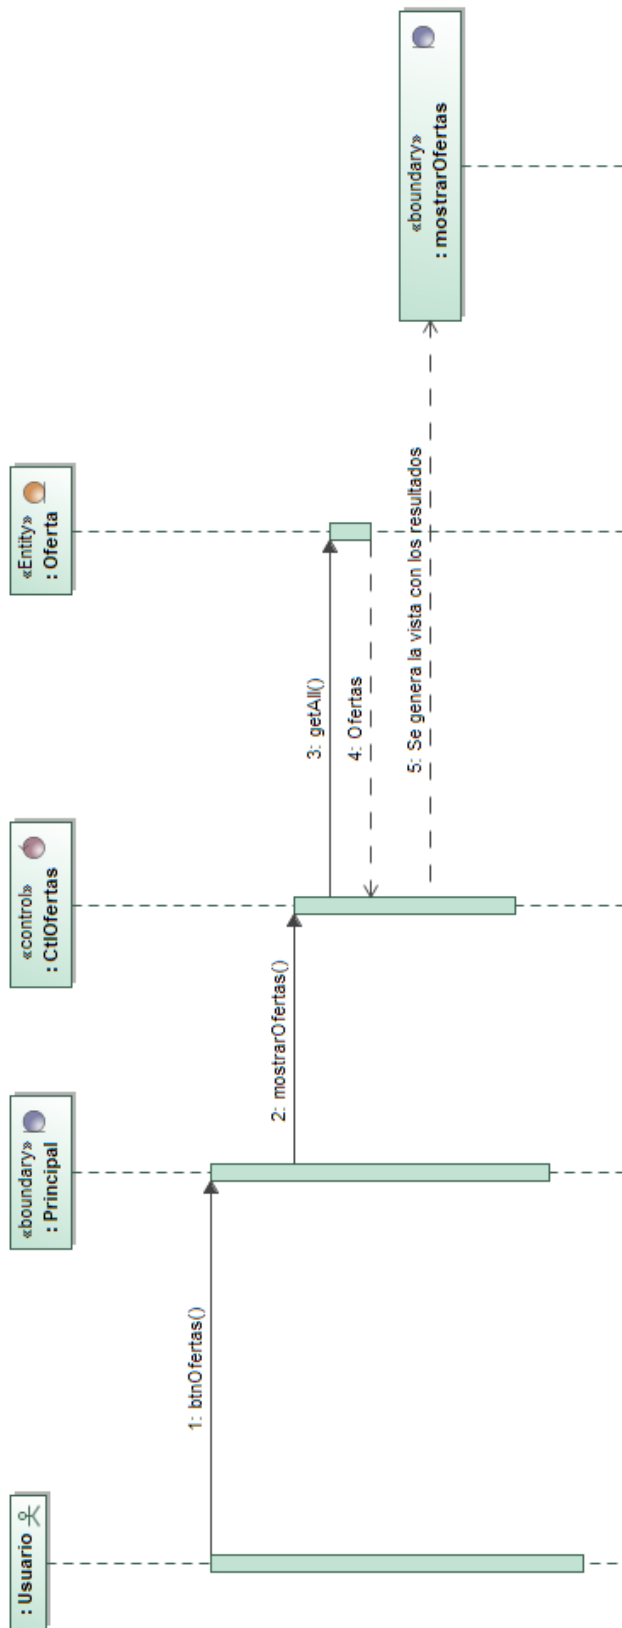 : Usuario
«boundary»
: Principal
«control»
: CtlOfertas
«Entity»
: Oferta
«boundary»
: mostrarOfertas
1: btnOfertas()
2: mostrarOfertas()
3: getAll()
4: Ofertas
5: Se genera la vista con los resultados